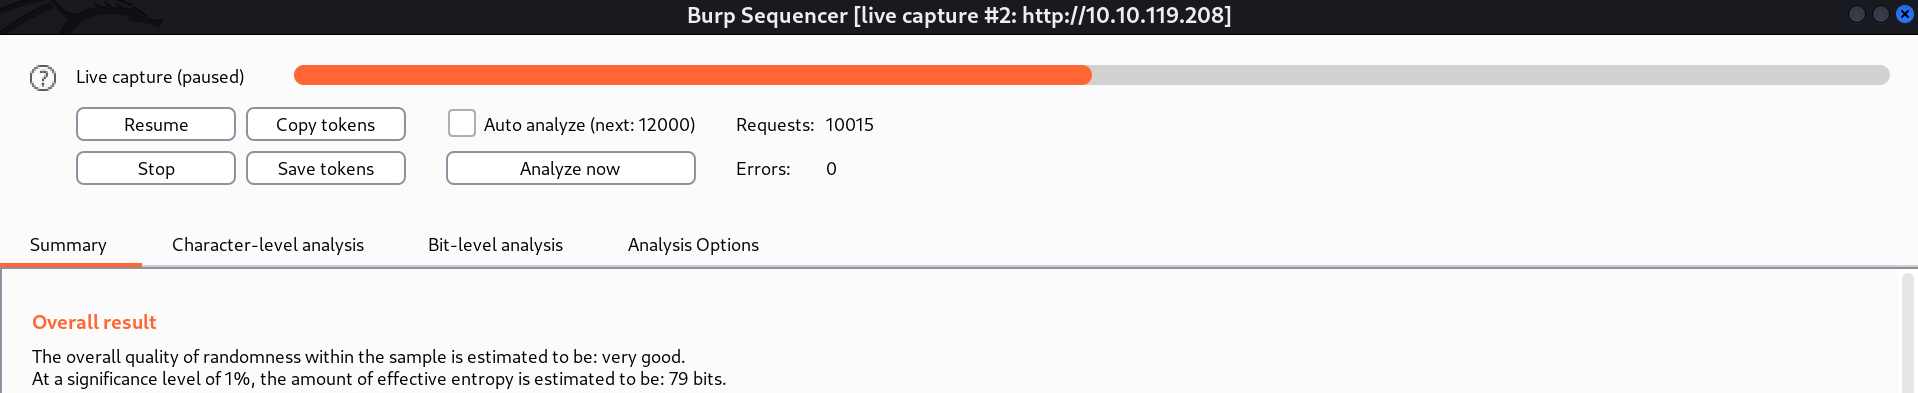 Burp Sequencer [live capture #2: http://10.10.119.208]
? Live capture (paused)
Resume Copy tokens Auto analyze (next: 12000) Requests: 10015
Stop Save tokens Analyze now Errors: 0
Summary Character-level analysis Bit-level analysis Analysis Options
Overall result
The overall quality of randomness within the sample is estimated to be: very good.
At a significance level of 1%, the amount of effective entropy is estimated to be: 79 bits.